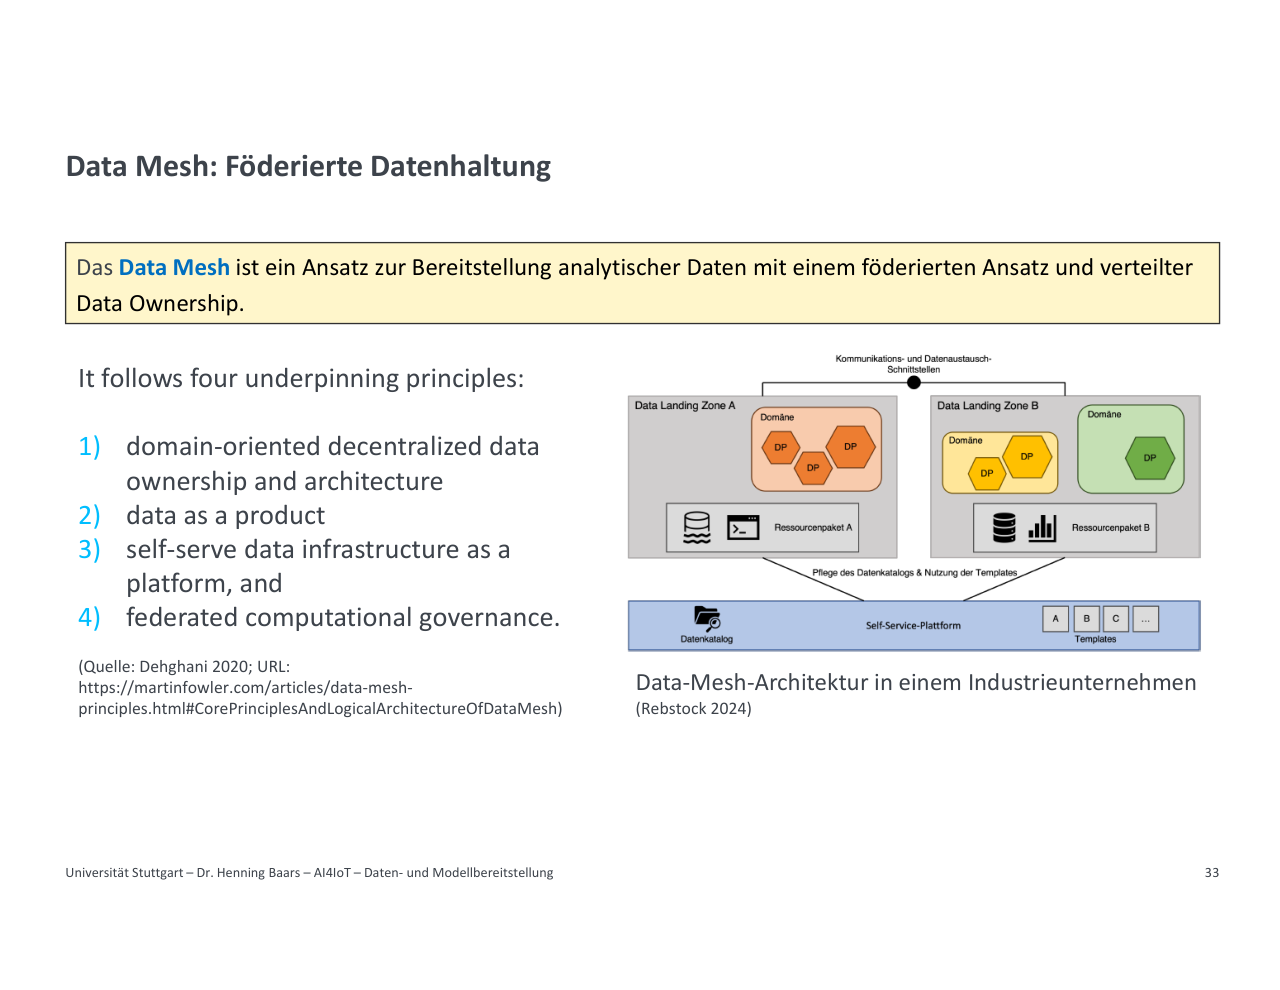 Data Mesh: Föderierte Datenhaltung
Das Data Mesh ist ein Ansatz zur Bereitstellung analytischer Daten mit einem föderierten Ansatz und verteilter
Data Ownership.
It follows four underpinning principles:
1) domain-oriented decentralized data
ownership and architecture
2) data as a product
3) self-serve data infrastructure as a
platform, and
4) federated computational governance.
(Quelle: Dehghani 2020; URL:
https://martinfowler.com/articles/data-mesh-
principles.html#CorePrinciplesAndLogicalArchitectureOfDataMesh)
Kommunikations- und Datenaustausch-
Schnittstellen
Data Landing Zone A
Domäne
DP
DP
DP
Ressourcenpaket A
Data Landing Zone B
Domäne
DP
DP
Domäne
DP
Ressourcenpaket B
Pflege des Datenkatalogs & Nutzung der Templates
Datenkatalog
Self-Service-Plattform
A B C ...
Templates
Data-Mesh-Architektur in einem Industrieunternehmen
(Rebstock 2024)
Universität Stuttgart – Dr. Henning Baars – AI4IoT – Daten- und Modellbereitstellung
33